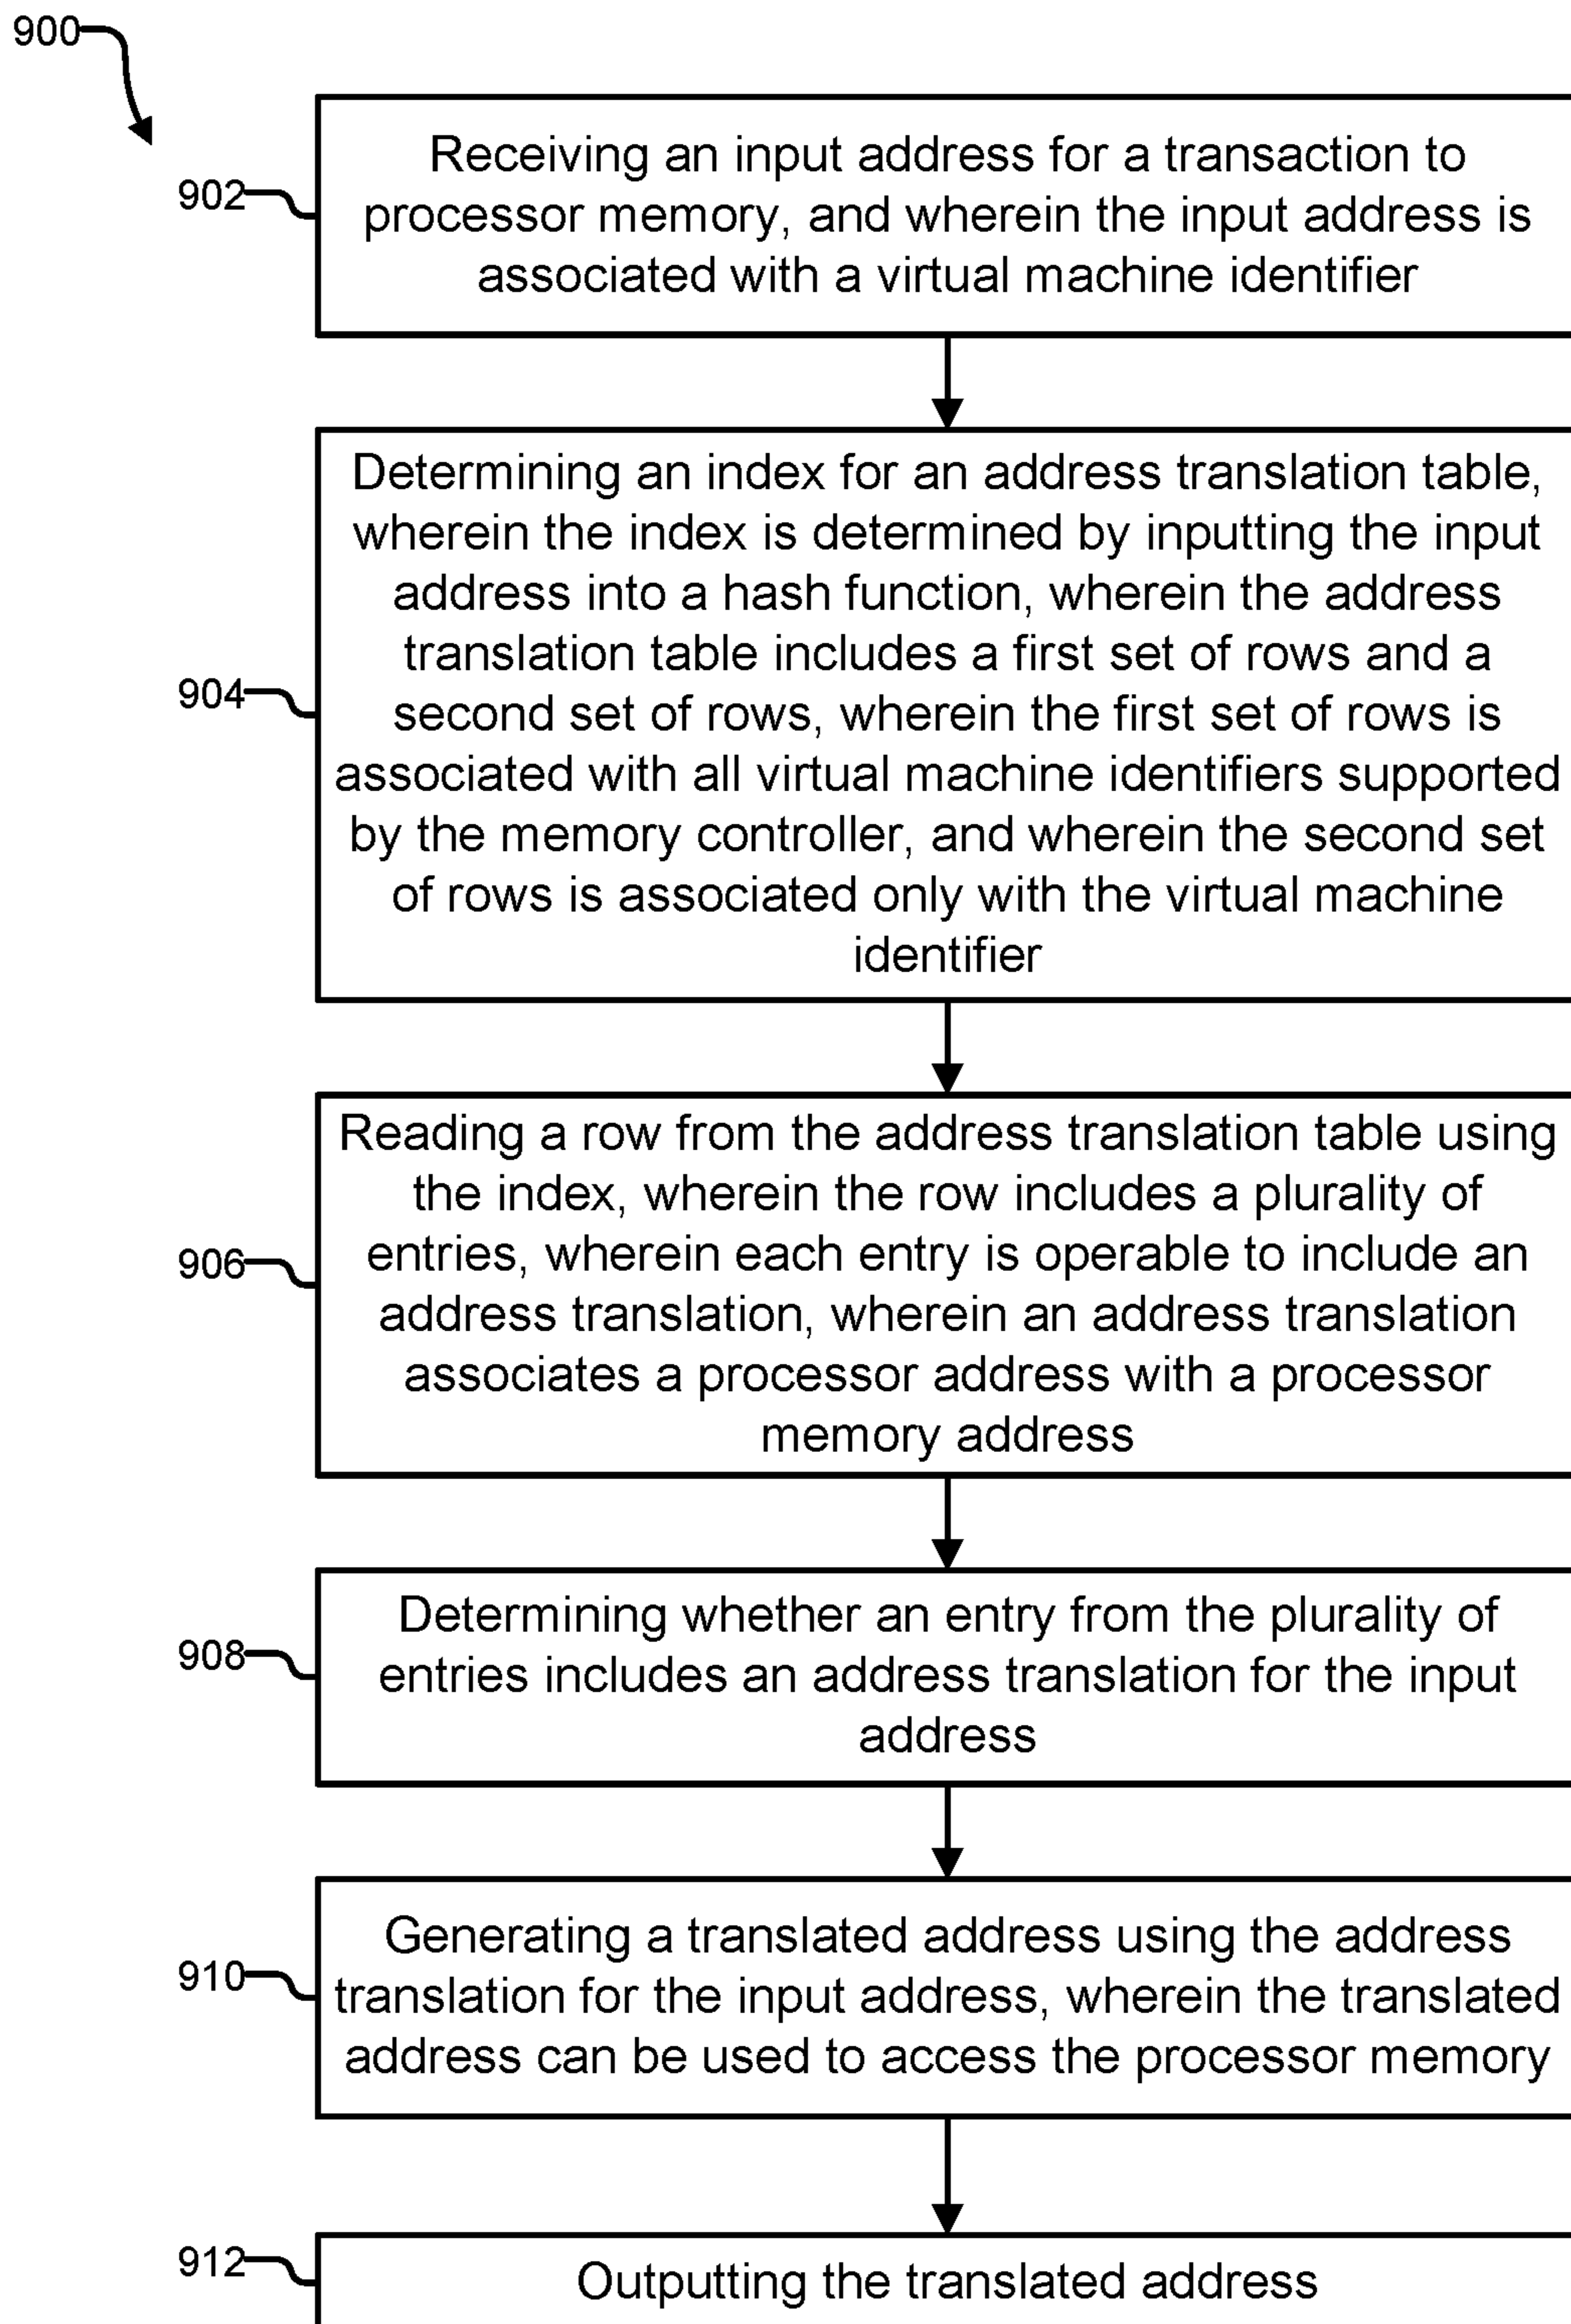 900
902
Receiving an input address for a transaction to
processor memory, and wherein the input address is
associated with a virtual machine identifier
904
Determining an index for an address translation table,
wherein the index is determined by inputting the input
address into a hash function, wherein the address
translation table includes a first set of rows and a
second set of rows, wherein the first set of rows is
associated with all virtual machine identifiers supported
by the memory controller, and wherein the second set
of rows is associated only with the virtual machine
identifier
906
Reading a row from the address translation table using
the index, wherein the row includes a plurality of
entries, wherein each entry is operable to include an
address translation, wherein an address translation
associates a processor address with a processor
memory address
908
Determining whether an entry from the plurality of
entries includes an address translation for the input
address
910
Generating a translated address using the address
translation for the input address, wherein the translated
address can be used to access the processor memory
912
Outputting the translated address